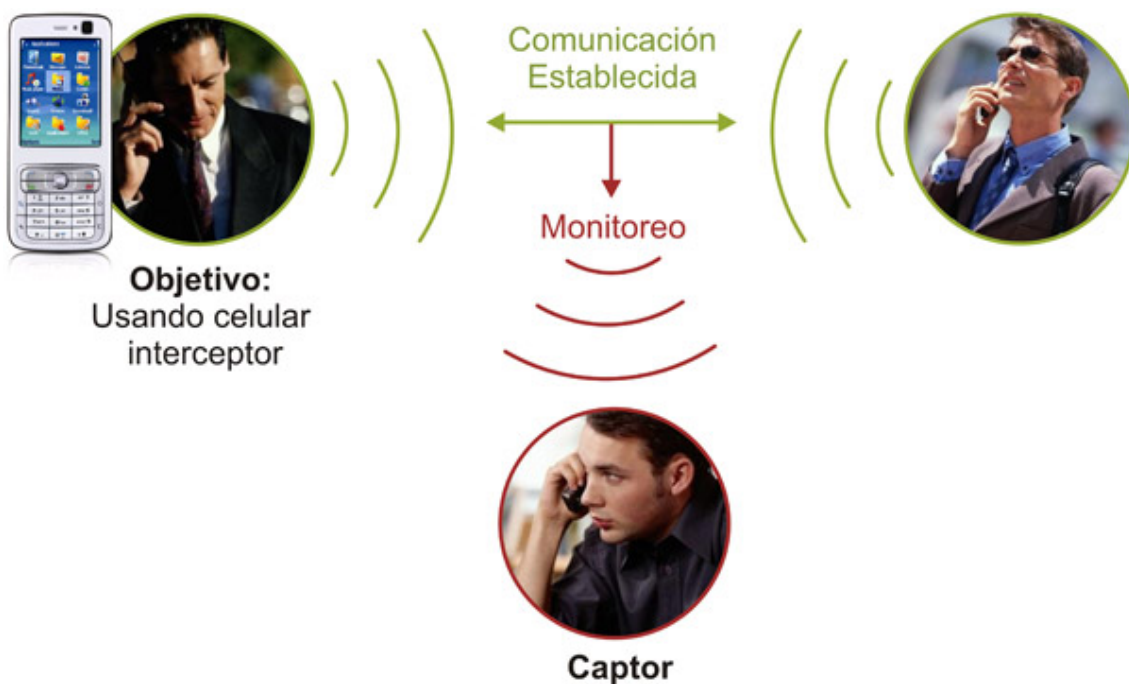 Comunicación
Establecida
Monitoreo
Objetivo:
Usando celular
interceptor
Captor